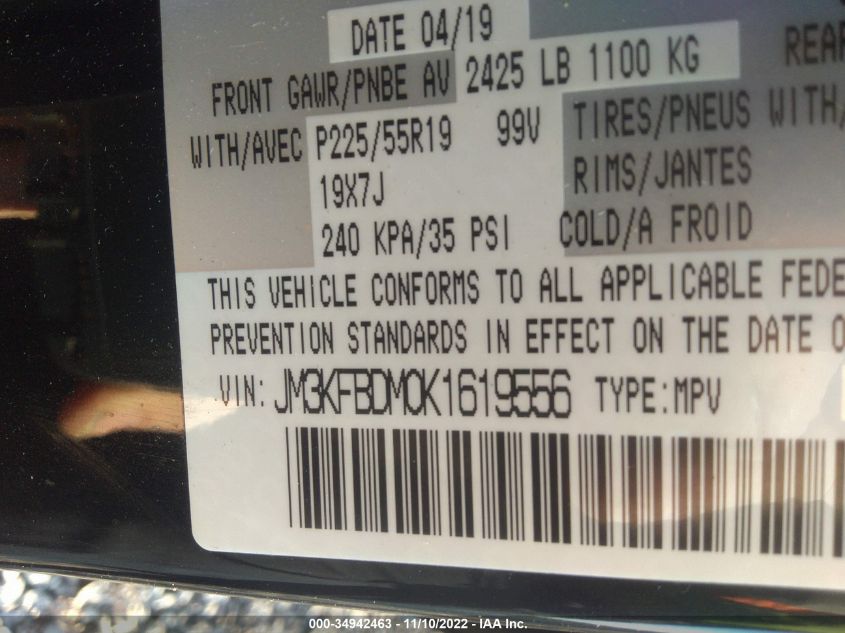 DATE 04/19
FRONT GAWR/PNBE AV 2425 LB 1100 KG
WITH/AVEC P225/55R19 99V TIRES/PNEUS WITH/
19X7J RIMS/JANTES
240 KPA/35 PSI COLD/A FROID
THIS VEHICLE CONFORMS TO ALL APPLICABLE FEDE
PREVENTION STANDARDS IN EFFECT ON THE DATE O
VIN: JM3KFBDM0K1619556 TYPE:MPV
000-34942463 - 11/10/2022 - IAA Inc.